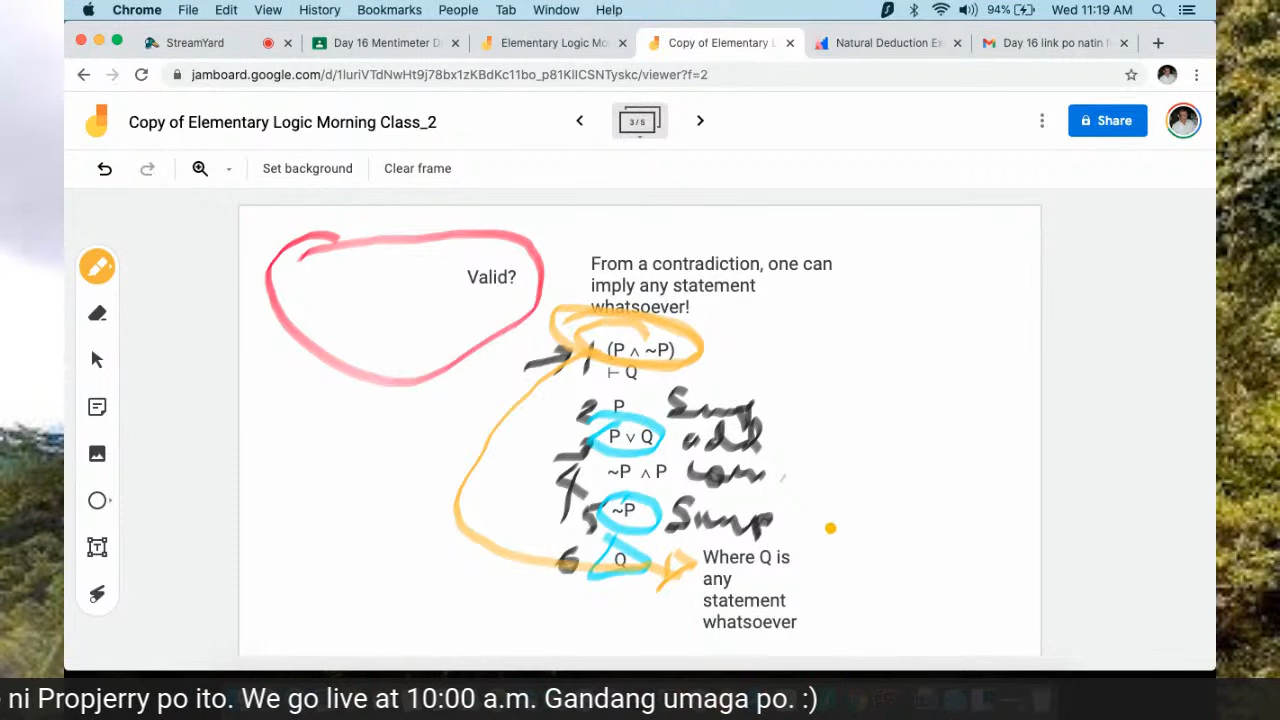 Chrome File Edit View History Bookmarks People Tab Window Help 94% Wed 11:19 AM
StreamYard Day 16 Mentimeter D Elementary Logic Mo Copy of Elementary L Natural Deduction Ex Day 16 link po natin
jamboard.google.com/d/1luriVTdNwHt9j78bx1zKBdKc11bo_p81KlICSNTyskc/viewer?f=2
Copy of Elementary Logic Morning Class_2
3 / 5
Share
Set background Clear frame
Valid?
From a contradiction, one can
imply any statement
whatsoever!
1 (P ∧ ~P)
⊢ Q
2 P Simp
3 P ∨ Q add
4 ~P ∧ P com
5 ~P Simp
6 Q
Where Q is
any
statement
whatsoever
ni Propjerry po ito. We go live at 10:00 a.m. Gandang umaga po. :)